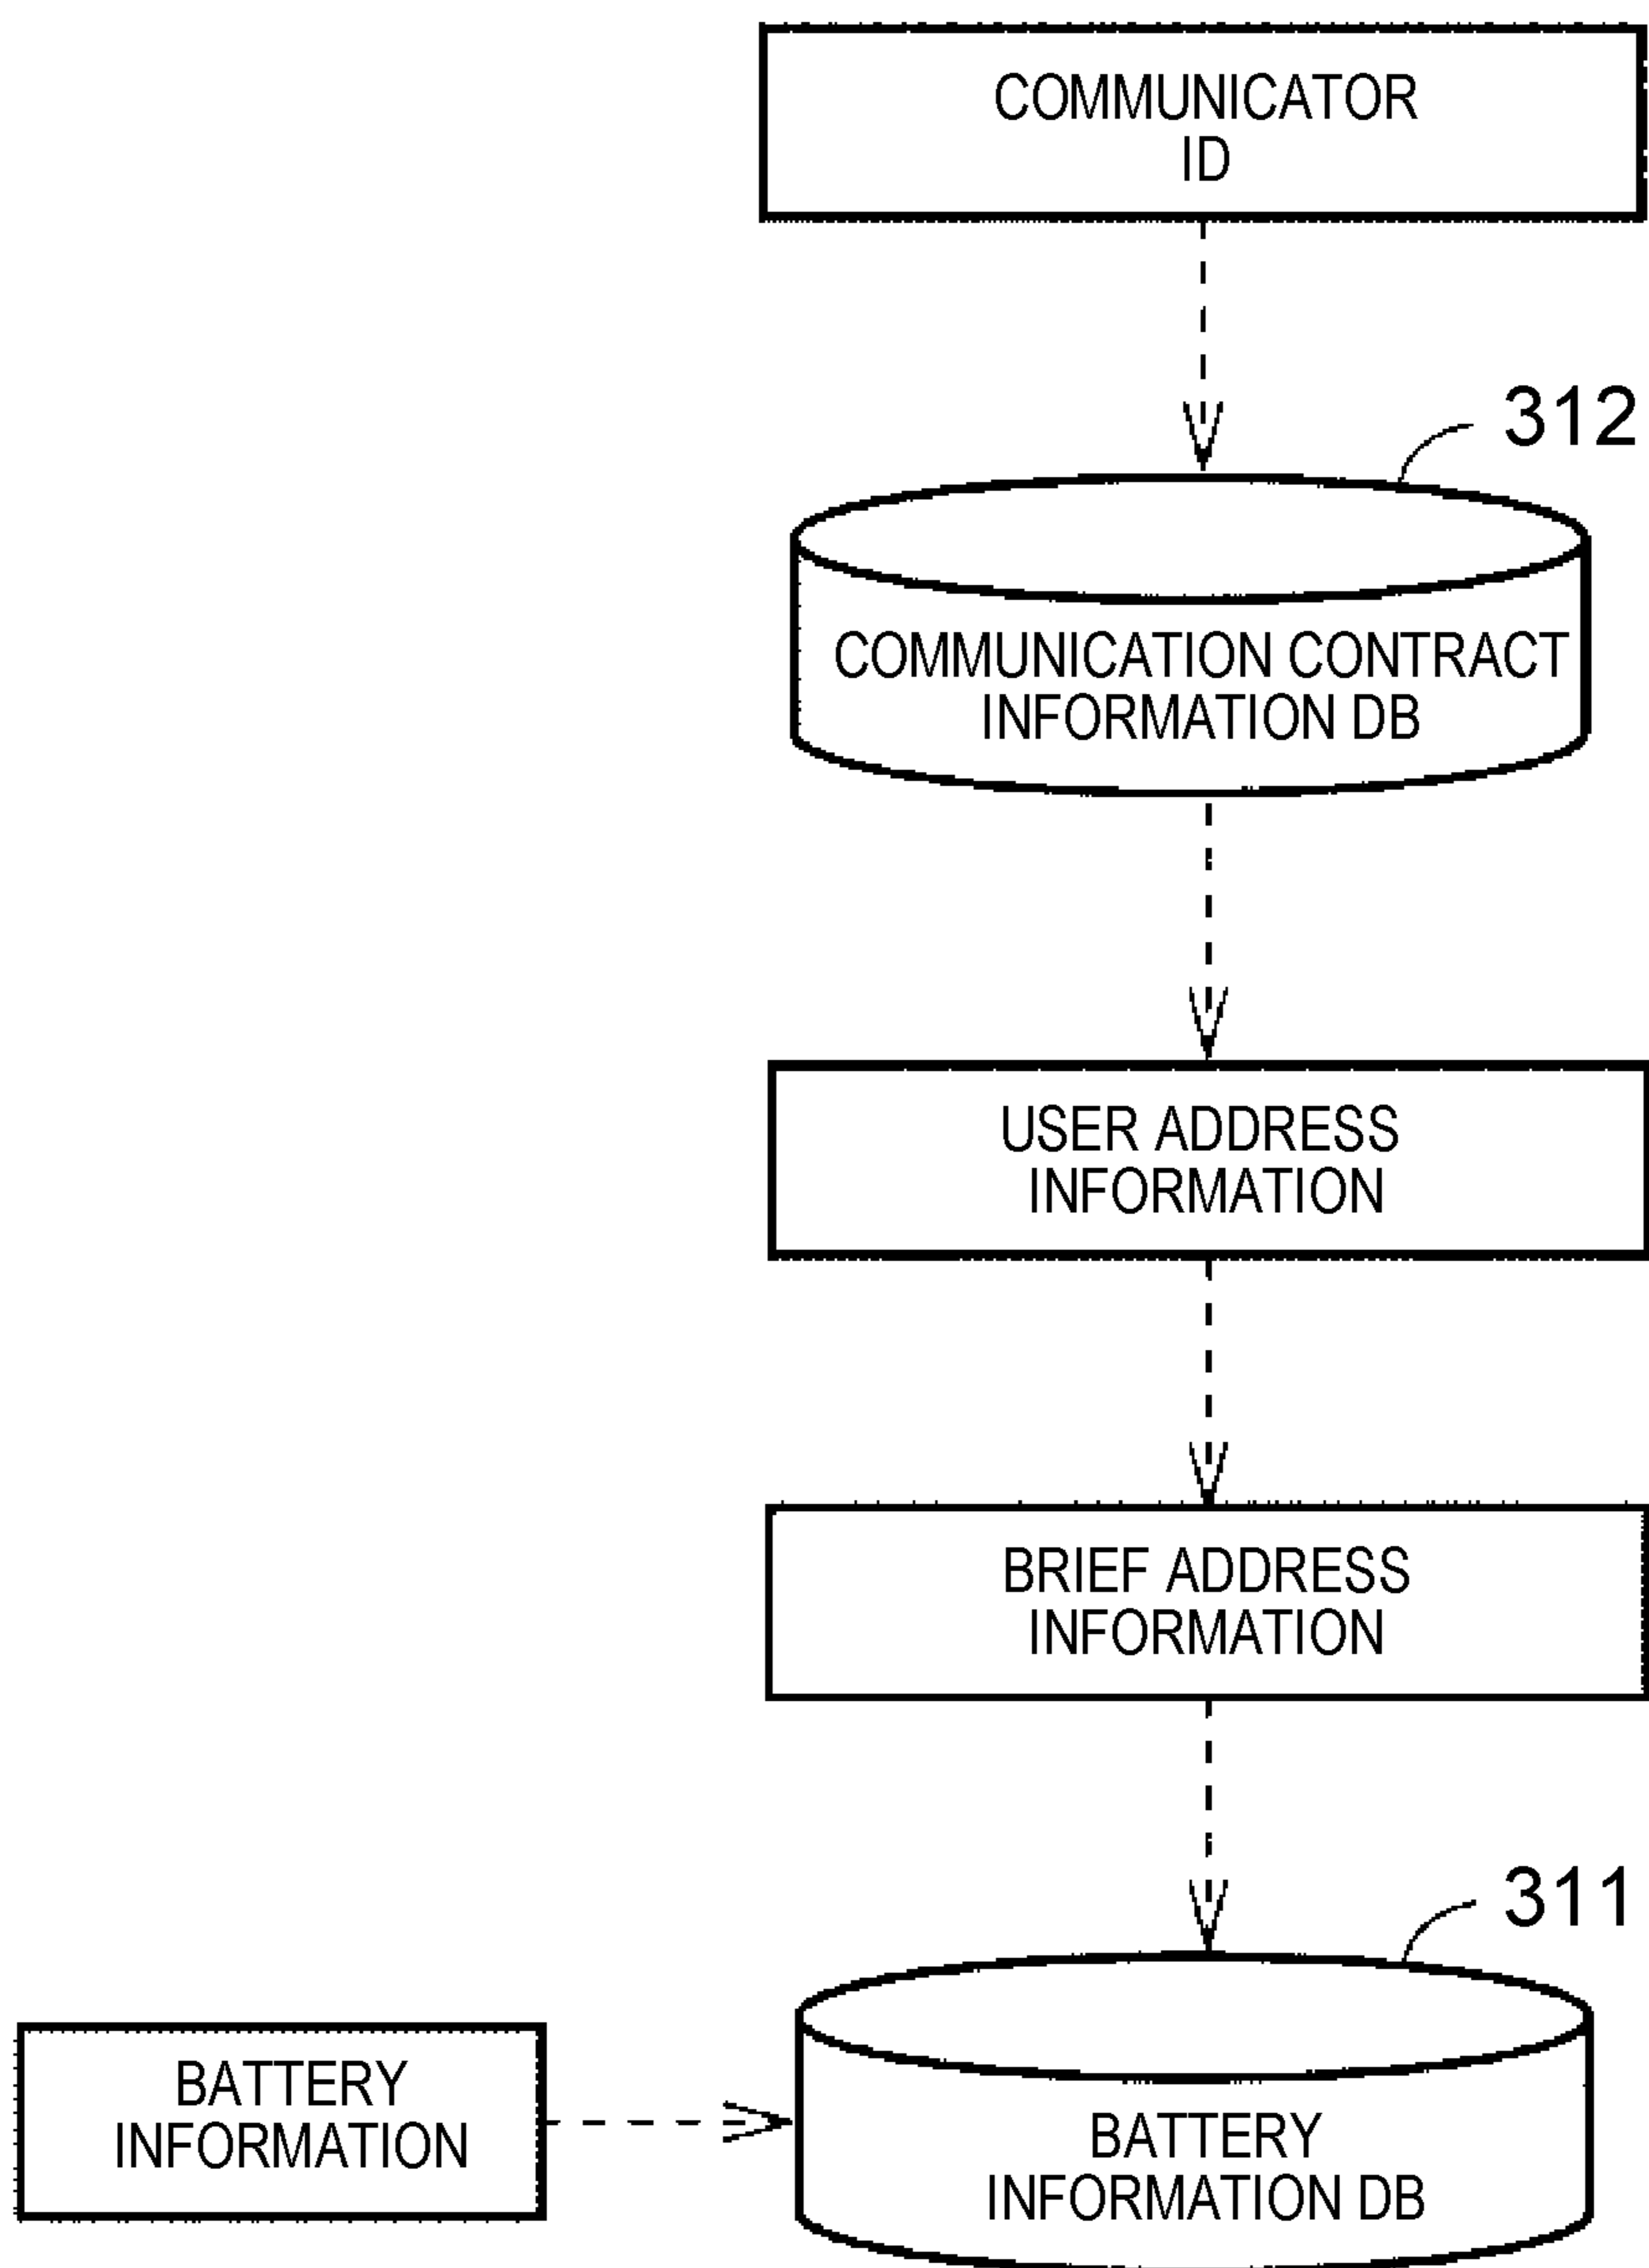 COMMUNICATOR
ID
312
COMMUNICATION CONTRACT
INFORMATION DB
USER ADDRESS
INFORMATION
BRIEF ADDRESS
INFORMATION
311
BATTERY
INFORMATION
BATTERY
INFORMATION DB